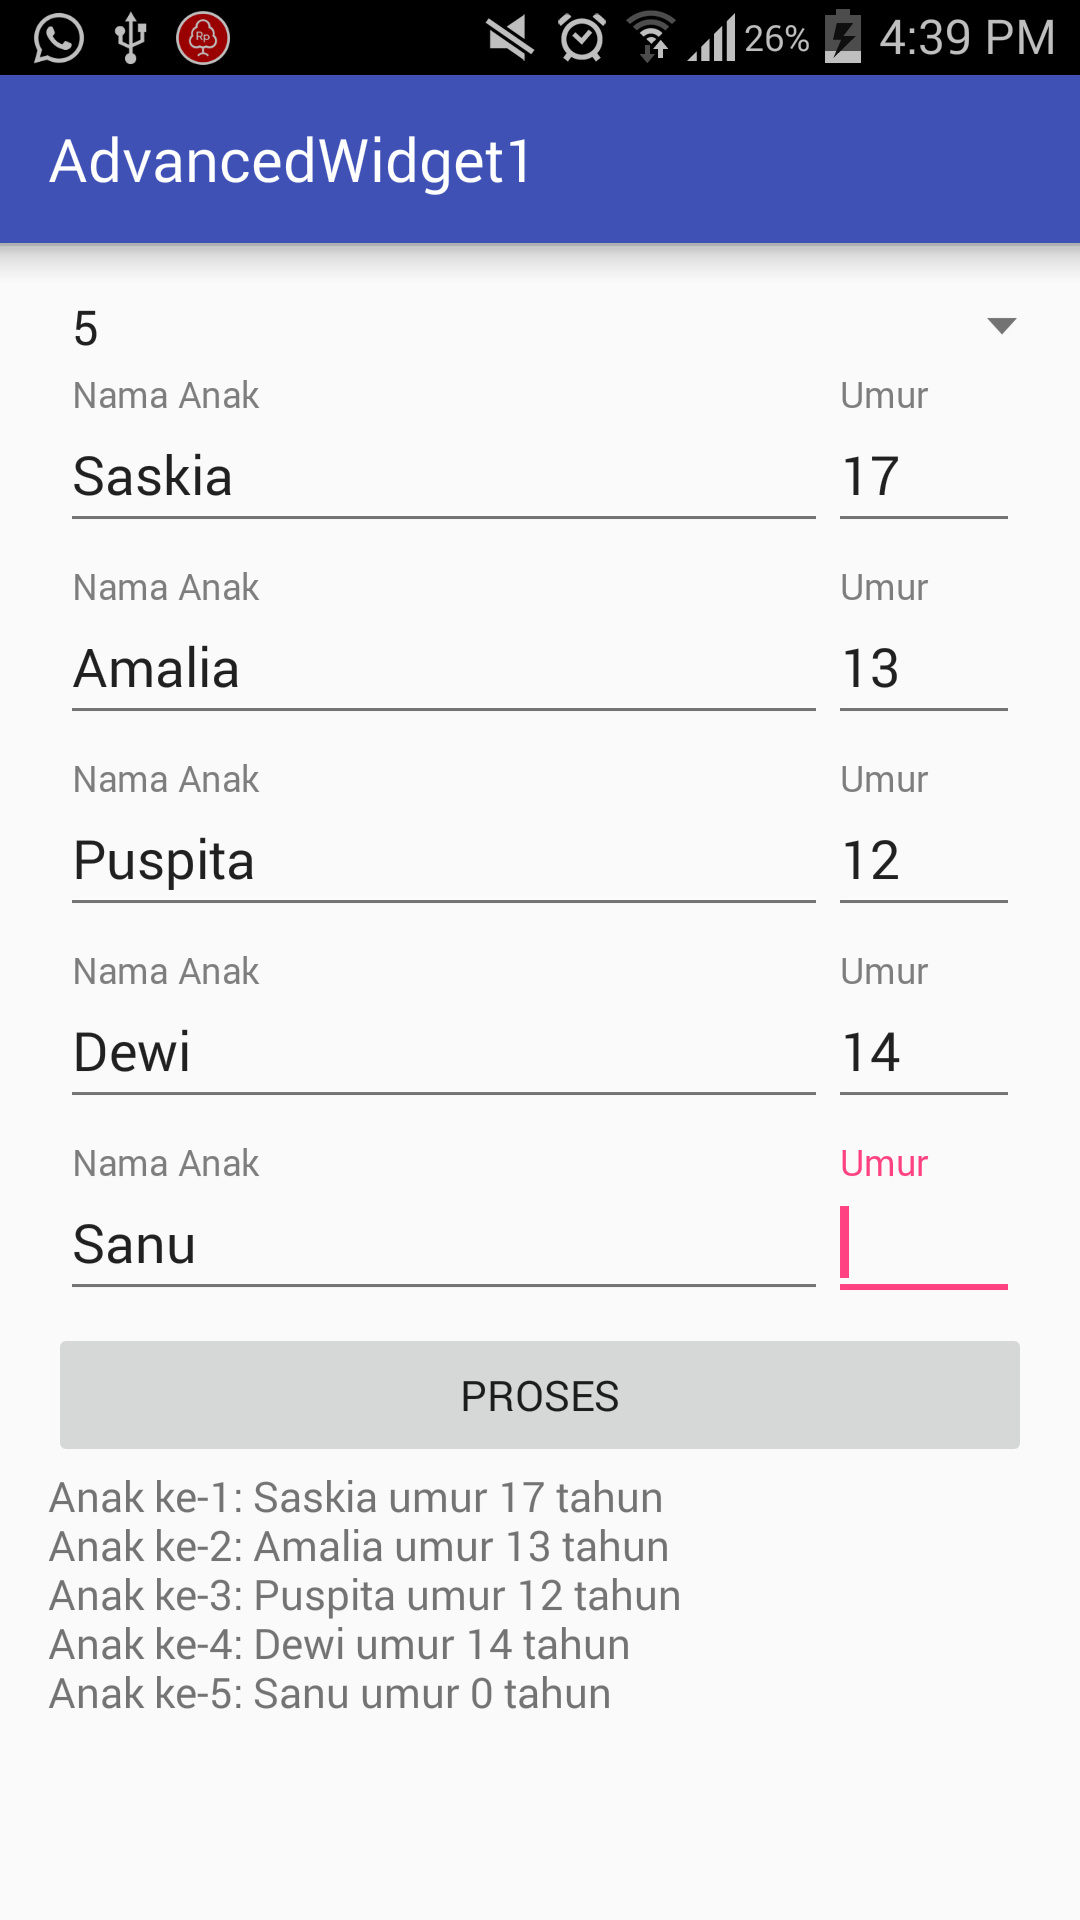 Rp 26% 4:39 PM
AdvancedWidget1
5
Nama Anak Umur
Saskia 17
Nama Anak Umur
Amalia 13
Nama Anak Umur
Puspita 12
Nama Anak Umur
Dewi 14
Nama Anak Umur
Sanu
PROSES
Anak ke-1: Saskia umur 17 tahun
Anak ke-2: Amalia umur 13 tahun
Anak ke-3: Puspita umur 12 tahun
Anak ke-4: Dewi umur 14 tahun
Anak ke-5: Sanu umur 0 tahun